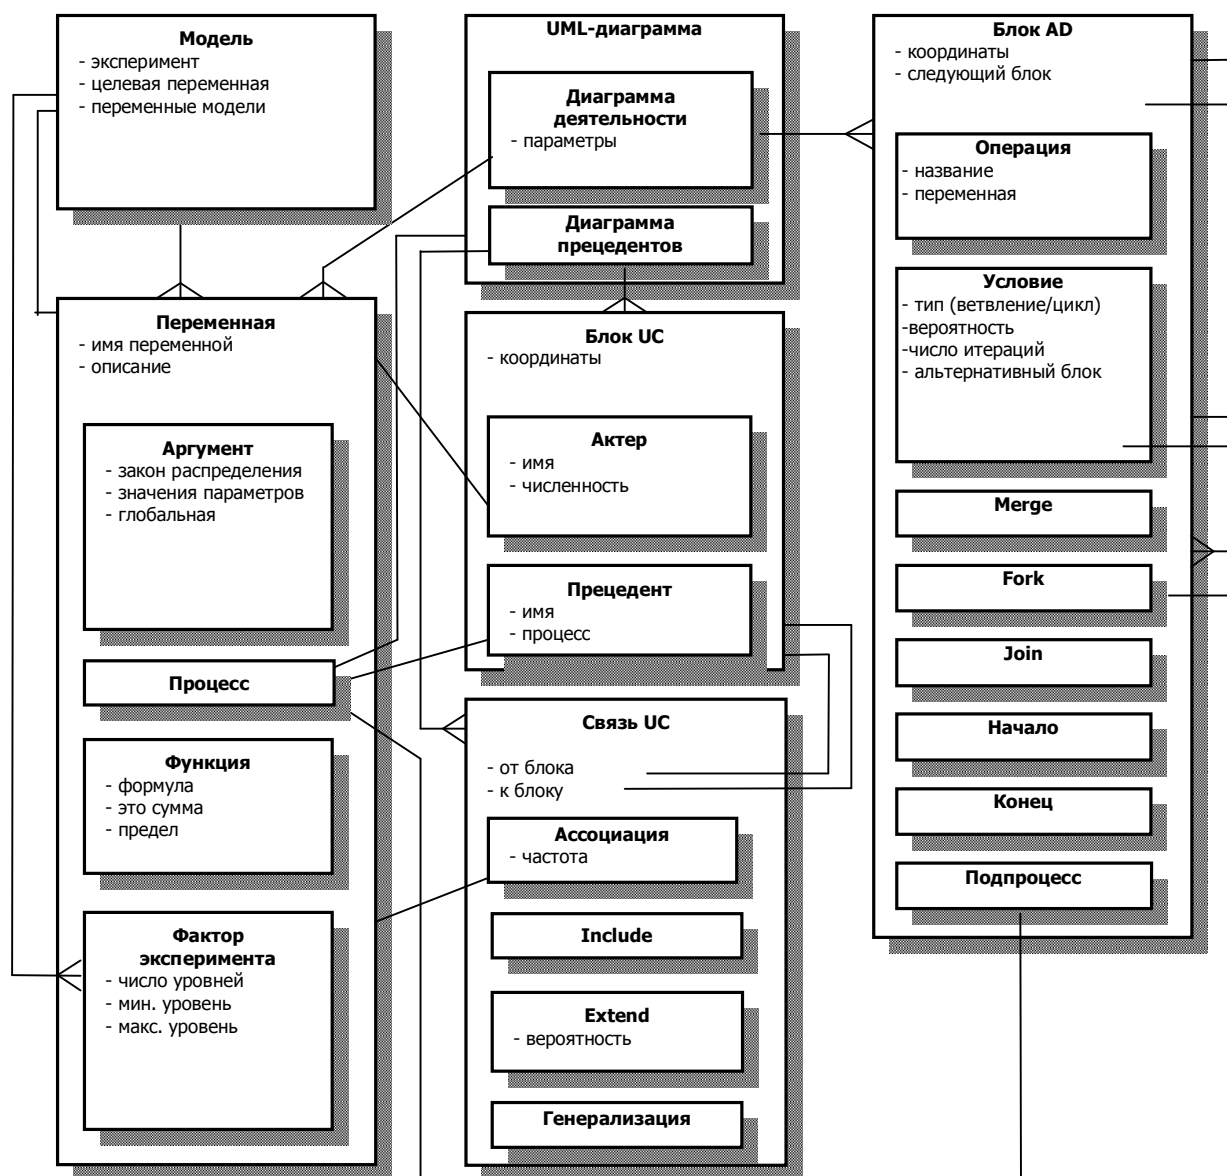 Модель
- эксперимент
- целевая переменная
- переменные модели
Переменная
- имя переменной
- описание
Аргумент
- закон распределения
- значения параметров
- глобальная
Процесс
Функция
- формула
- это сумма
- предел
Фактор
эксперимента
- число уровней
- мин. уровень
- макс. уровень
UML-диаграмма
Диаграмма
деятельности
- параметры
Диаграмма
прецедентов
Блок UC
- координаты
Актер
- имя
- численность
Прецедент
- имя
- процесс
Связь UC
- от блока
- к блоку
Ассоциация
- частота
Include
Extend
- вероятность
Генерализация
Блок AD
- координаты
- следующий блок
Операция
- название
- переменная
Условие
- тип (ветвление/цикл)
-вероятность
-число итераций
- альтернативный блок
Merge
Fork
Join
Начало
Конец
Подпроцесс